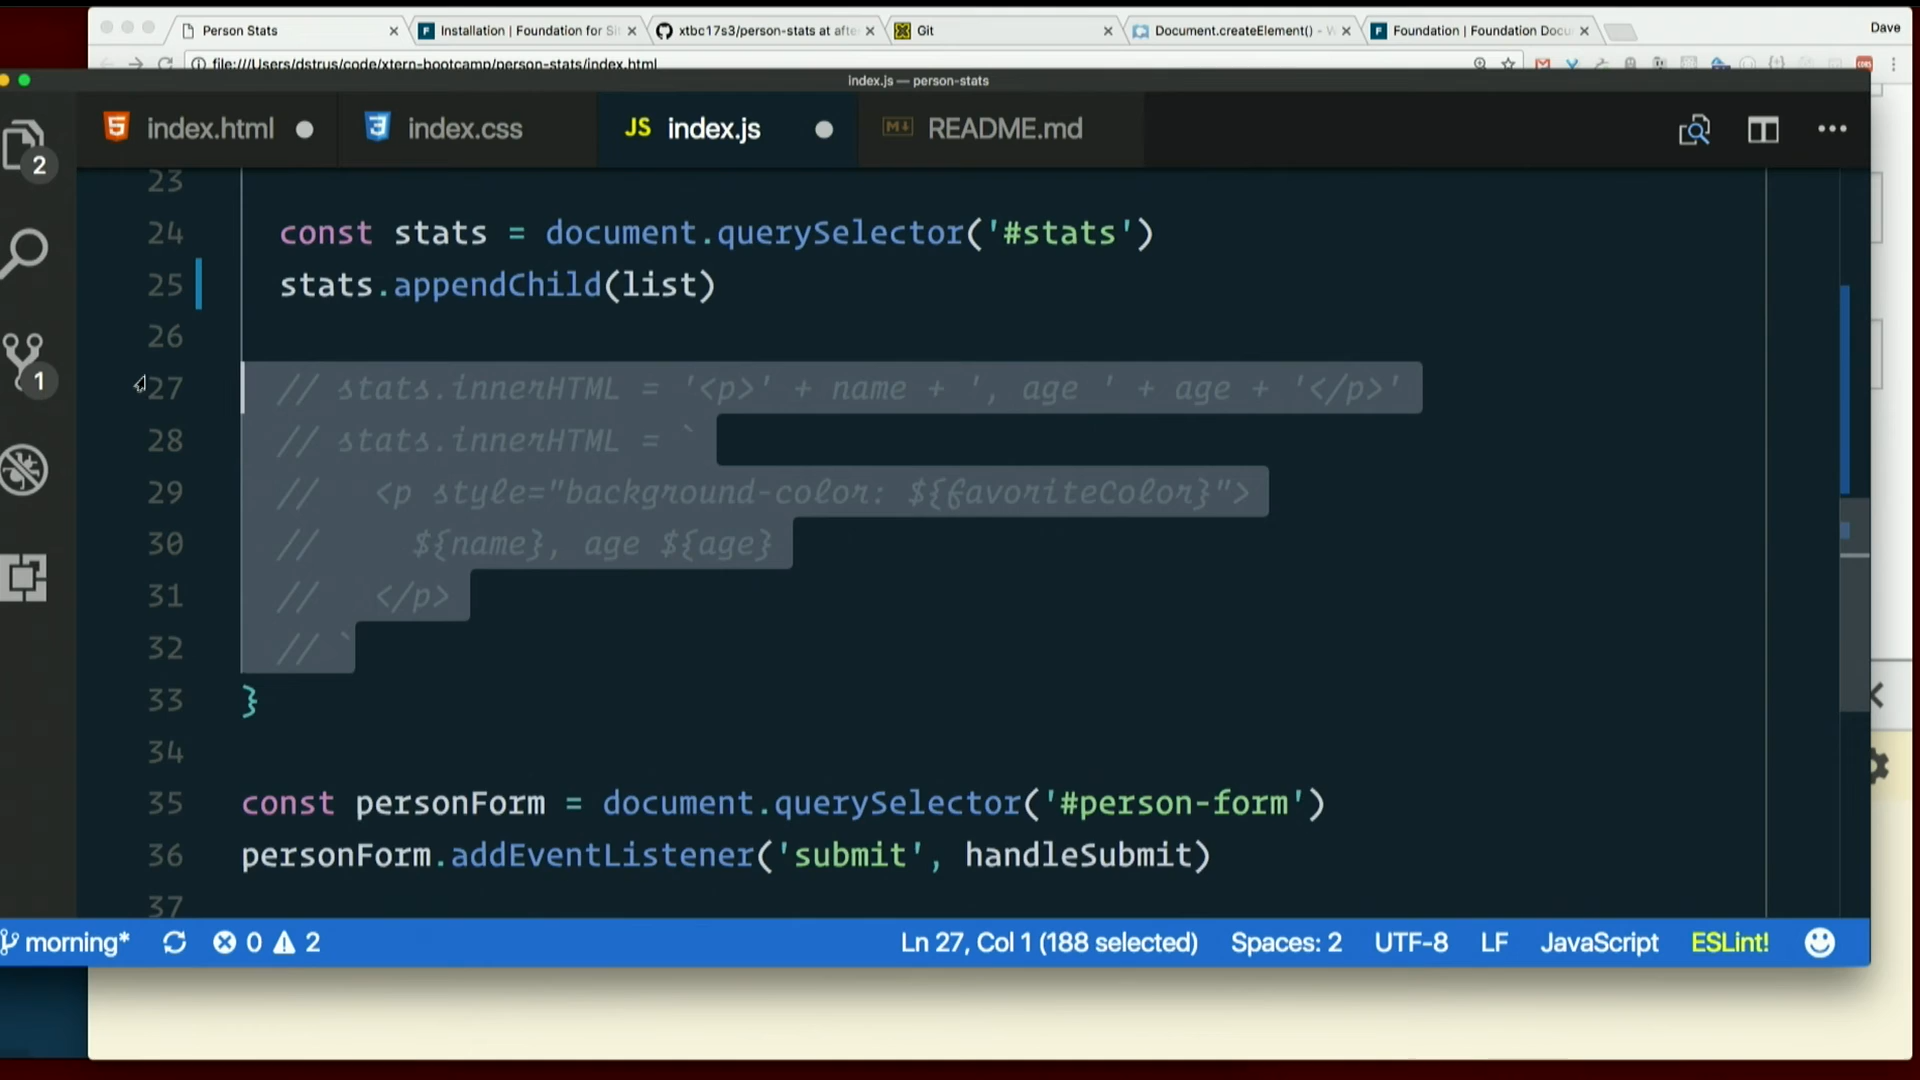 Person Stats
Installation | Foundation for Sit
xtbc17s3/person-stats at afte
Git
Document.createElement()
Foundation | Foundation Docu
Dave
file:///Users/dstrus/code/xtern-bootcamp/person-stats/index.html
index.js — person-stats
index.html
index.css
JS index.js
README.md
2
1
23
24 const stats = document.querySelector('#stats')
25 stats.appendChild(list)
26
27 // stats.innerHTML = '<p>' + name + ', age ' + age + '</p>'
28 // stats.innerHTML = `
29 //   <p style="background-color: ${favoriteColor}">
30 //     ${name}, age ${age}
31 //   </p>
32 // `
33 }
34
35 const personForm = document.querySelector('#person-form')
36 personForm.addEventListener('submit', handleSubmit)
37
morning* 0 2 Ln 27, Col 1 (188 selected) Spaces: 2 UTF-8 LF JavaScript ESLint!